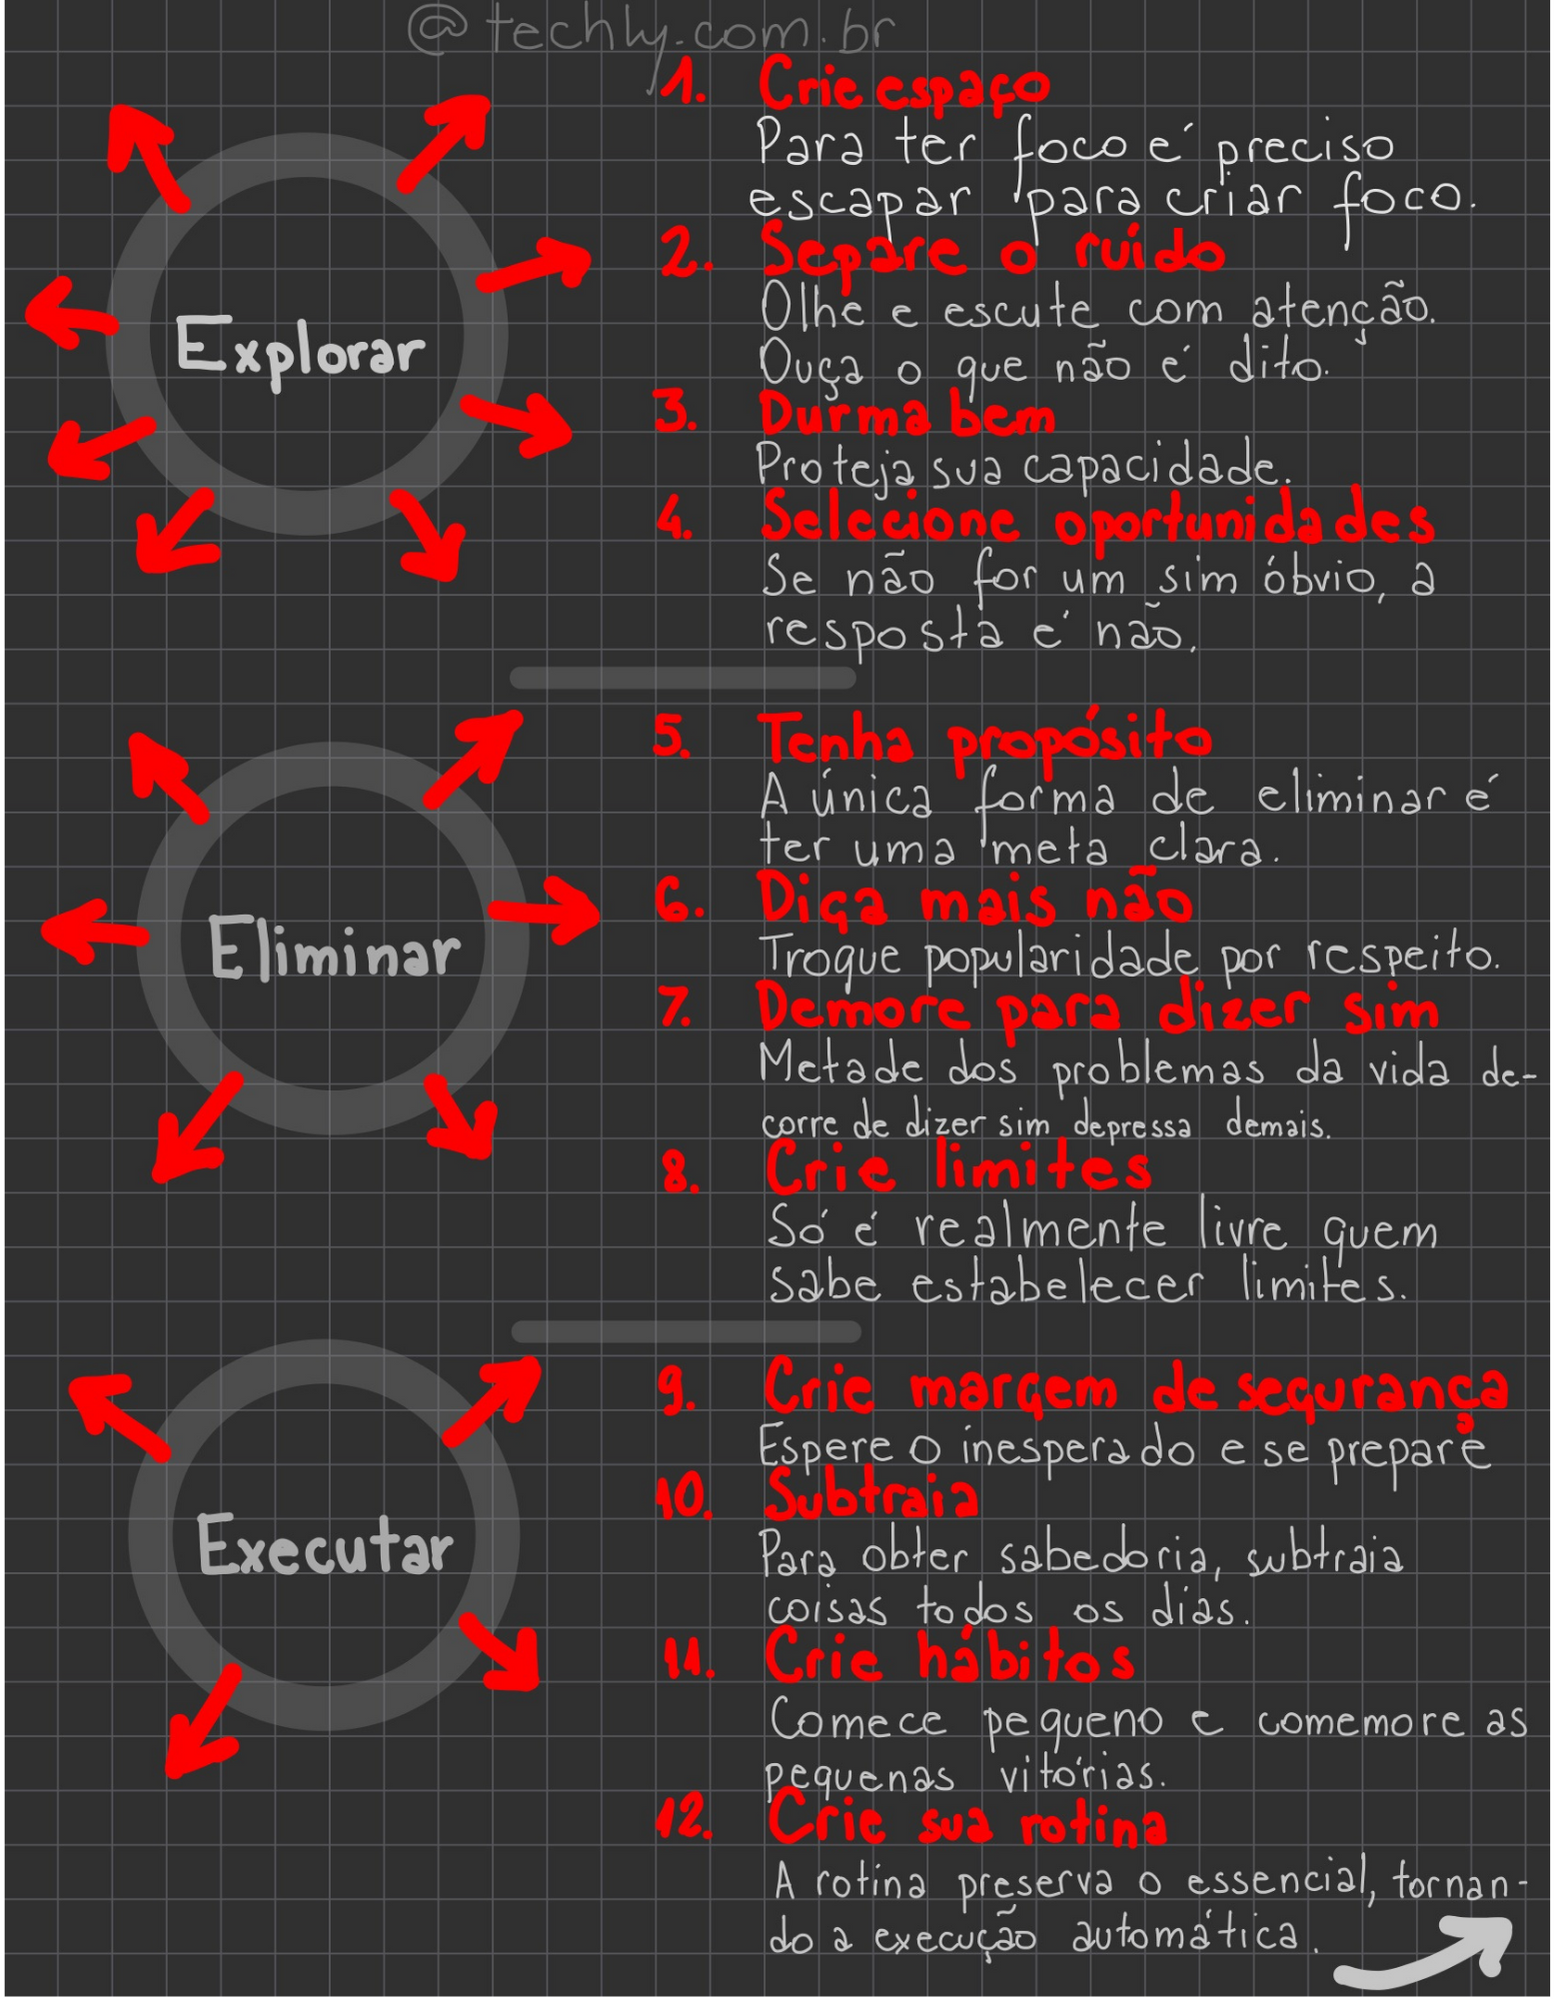 @techly.com.br
1. Crie espaço
Para ter foco é preciso
escapar para criar foco.
2. Separe o ruído
Olhe e escute com atenção.
Ouça o que não é dito.
3. Durma bem
Proteja sua capacidade.
4. Selecione oportunidades
Se não for um sim óbvio, a
resposta é não.
Explorar
5. Tenha propósito
A única forma de eliminar é
ter uma meta clara.
6. Diga mais não
Troque popularidade por respeito.
7. Demore para dizer sim
Metade dos problemas da vida de-
corre de dizer sim depressa demais.
8. Crie limites
Só é realmente livre quem
sabe estabelecer limites.
Eliminar
9. Crie margem de segurança
Espere o inesperado e se prepare
10. Subtraia
Para obter sabedoria, subtraia
coisas todos os dias.
11. Crie hábitos
Comece pequeno e comemore as
pequenas vitórias.
12. Crie sua rotina
A rotina preserva o essencial, tornan-
do a execução automática.
Executar